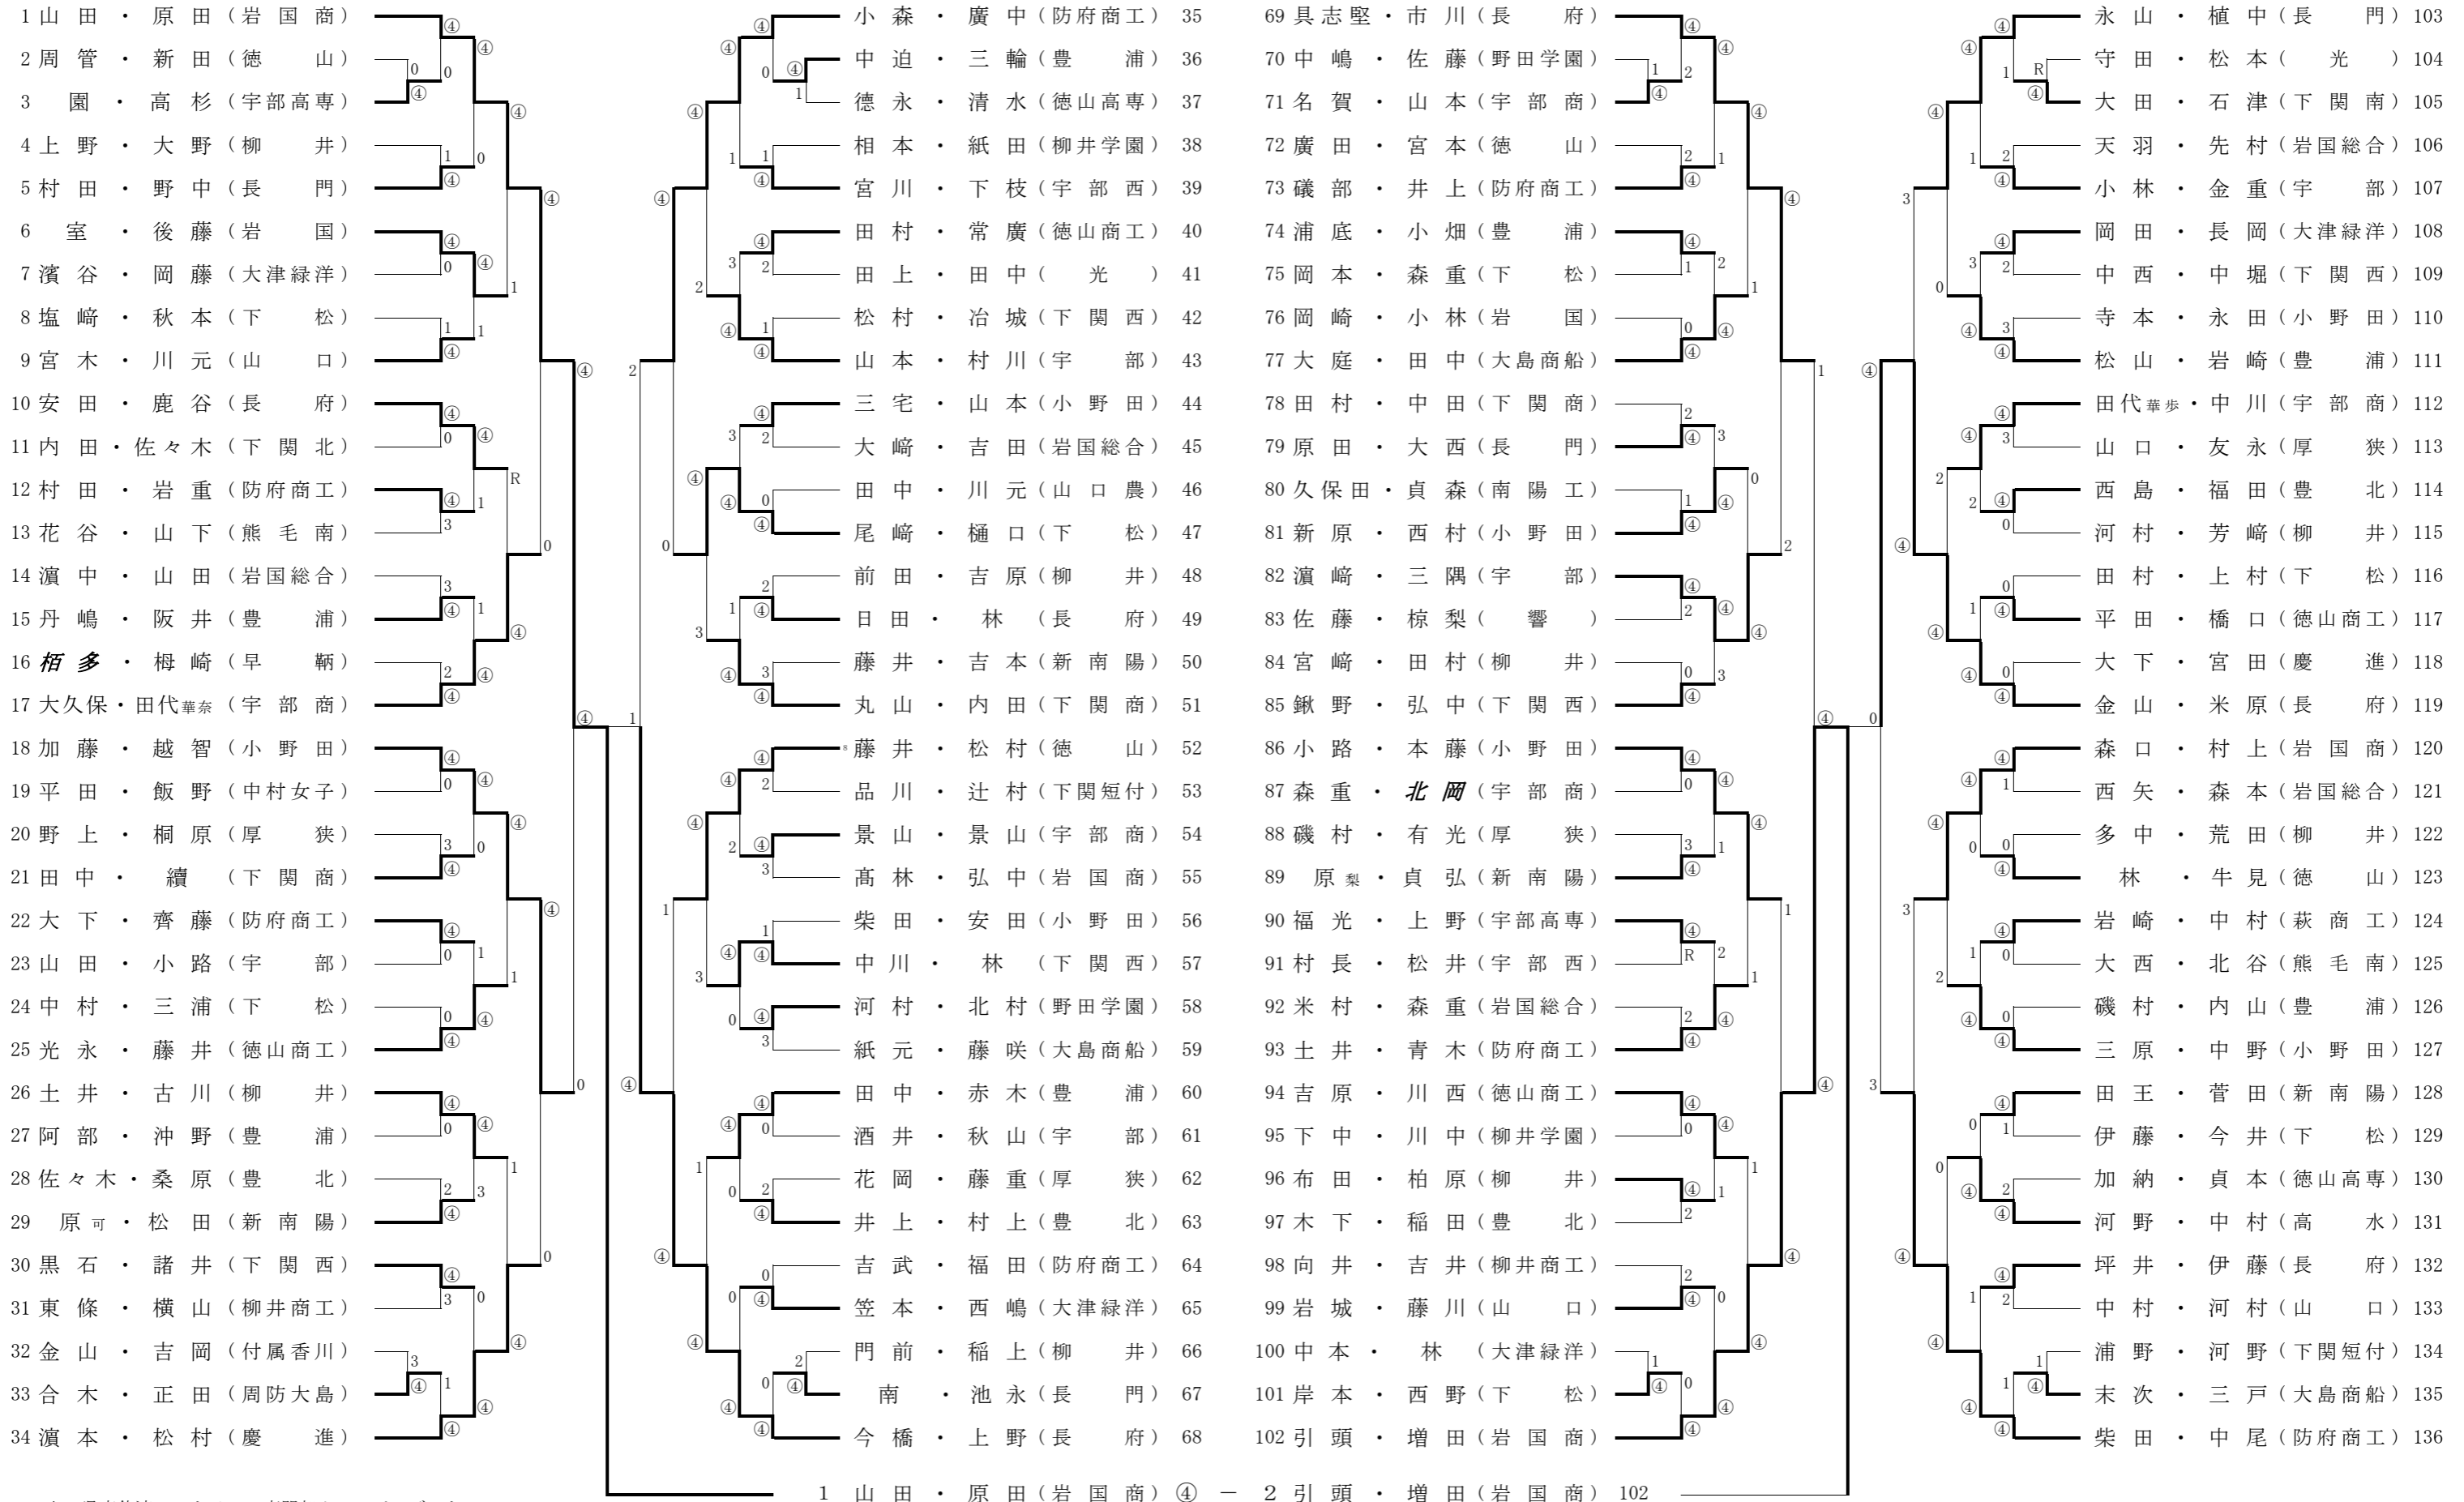 1 山田・原田（岩国商）
2 周管・新田（徳山）
3 園・高杉（宇部高専）
4 上野・大野（柳井）
5 村田・野中（長門）
6 室・後藤（岩国）
7 濱谷・岡藤（大津緑洋）
8 塩﨑・秋本（下松）
9 宮木・川元（山口）
10 安田・鹿谷（長府）
11 内田・佐々木（下関北）
12 村田・岩重（防府商工）
13 花谷・山下（熊毛南）
14 濵中・山田（岩国総合）
15 丹嶋・阪井（豊浦）
16 栢多・栂崎（早鞆）
17 大久保・田代華奈（宇部商）
18 加藤・越智（小野田）
19 平田・飯野（中村女子）
20 野上・桐原（厚狭）
21 田中・續（下関商）
22 大下・齊藤（防府商工）
23 山田・小路（宇部）
24 中村・三浦（下松）
25 光永・藤井（徳山商工）
26 土井・古川（柳井）
27 阿部・沖野（豊浦）
28 佐々木・桑原（豊北）
29 原可・松田（新南陽）
30 黒石・諸井（下関西）
31 東條・横山（柳井商工）
32 金山・吉岡（付属香川）
33 合木・正田（周防大島）
34 濵本・松村（慶進）
小森・廣中（防府商工） 35
中迫・三輪（豊浦） 36
德永・清水（徳山高専） 37
相本・紙田（柳井学園） 38
宮川・下枝（宇部西） 39
田村・常廣（徳山商工） 40
田上・田中（光） 41
松村・冶城（下関西） 42
山本・村川（宇部） 43
三宅・山本（小野田） 44
大﨑・吉田（岩国総合） 45
田中・川元（山口農） 46
尾﨑・樋口（下松） 47
前田・吉原（柳井） 48
日田・林（長府） 49
藤井・吉本（新南陽） 50
丸山・内田（下関商） 51
藤井・松村（徳山） 52
品川・辻村（下関短付） 53
景山・景山（宇部商） 54
髙林・弘中（岩国商） 55
柴田・安田（小野田） 56
中川・林（下関西） 57
河村・北村（野田学園） 58
紙元・藤咲（大島商船） 59
田中・赤木（豊浦） 60
酒井・秋山（宇部） 61
花岡・藤重（厚狭） 62
井上・村上（豊北） 63
吉武・福田（防府商工） 64
笠本・西嶋（大津緑洋） 65
門前・稲上（柳井） 66
南・池永（長門） 67
今橋・上野（長府） 68
69 具志堅・市川（長府）
70 中嶋・佐藤（野田学園）
71 名賀・山本（宇部商）
72 廣田・宮本（徳山）
73 礒部・井上（防府商工）
74 浦底・小畑（豊浦）
75 岡本・森重（下松）
76 岡崎・小林（岩国）
77 大庭・田中（大島商船）
78 田村・中田（下関商）
79 原田・大西（長門）
80 久保田・貞森（南陽工）
81 新原・西村（小野田）
82 濵﨑・三隅（宇部）
83 佐藤・椋梨（響）
84 宮﨑・田村（柳井）
85 鍬野・弘中（下関西）
86 小路・本藤（小野田）
87 森重・北岡（宇部商）
88 磯村・有光（厚狭）
89 原梨・貞弘（新南陽）
90 福光・上野（宇部高専）
91 村長・松井（宇部西）
92 米村・森重（岩国総合）
93 土井・青木（防府商工）
94 吉原・川西（徳山商工）
95 下中・川中（柳井学園）
96 布田・柏原（柳井）
97 木下・稲田（豊北）
98 向井・吉井（柳井商工）
99 岩城・藤川（山口）
100 中本・林（大津緑洋）
101 岸本・西野（下松）
102 引頭・増田（岩国商）
永山・植中（長門） 103
守田・松本（光） 104
大田・石津（下関南） 105
天羽・先村（岩国総合） 106
小林・金重（宇部） 107
岡田・長岡（大津緑洋） 108
中西・中堀（下関西） 109
寺本・永田（小野田） 110
松山・岩崎（豊浦） 111
田代華歩・中川（宇部商） 112
山口・友永（厚狭） 113
西島・福田（豊北） 114
河村・芳﨑（柳井） 115
田村・上村（下松） 116
平田・橋口（徳山商工） 117
大下・宮田（慶進） 118
金山・米原（長府） 119
森口・村上（岩国商） 120
西矢・森本（岩国総合） 121
多中・荒田（柳井） 122
林・牛見（徳山） 123
岩崎・中村（萩商工） 124
大西・北谷（熊毛南） 125
磯村・内山（豊浦） 126
三原・中野（小野田） 127
田王・菅田（新南陽） 128
伊藤・今井（下松） 129
加納・貞本（徳山高専） 130
河野・中村（高水） 131
坪井・伊藤（長府） 132
中村・河村（山口） 133
浦野・河野（下関短付） 134
末次・三戸（大島商船） 135
柴田・中尾（防府商工） 136
1 山田・原田（岩国商）④ － 2 引頭・増田（岩国商） 102